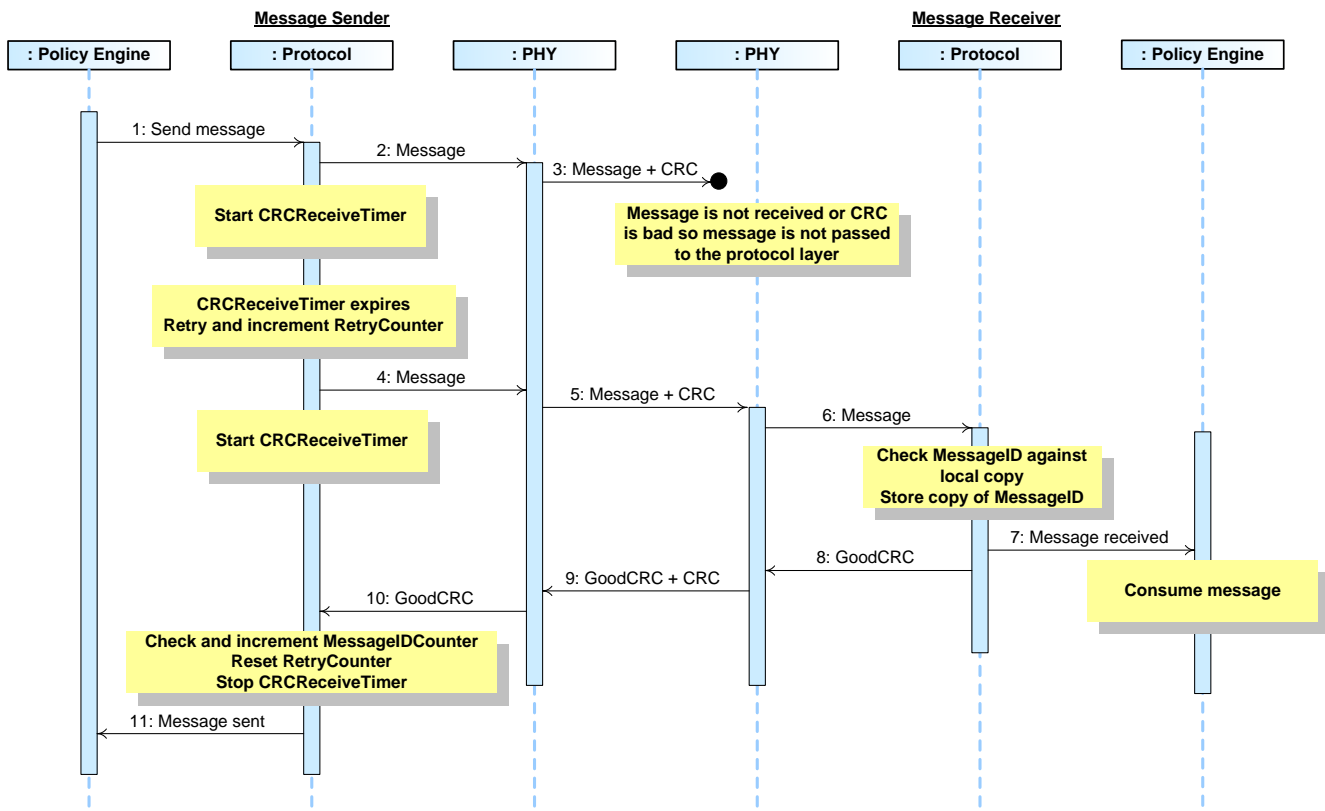 Message Sender
Message Receiver
: Policy Engine
: Protocol
: PHY
: PHY
: Protocol
: Policy Engine
1: Send message
2: Message
3: Message + CRC
Start CRCReceiveTimer
Message is not received or CRC
is bad so message is not passed
to the protocol layer
CRCReceiveTimer expires
Retry and increment RetryCounter
4: Message
5: Message + CRC
6: Message
Start CRCReceiveTimer
Check MessageID against
local copy
Store copy of MessageID
7: Message received
8: GoodCRC
9: GoodCRC + CRC
Consume message
10: GoodCRC
Check and increment MessageIDCounter
Reset RetryCounter
Stop CRCReceiveTimer
11: Message sent